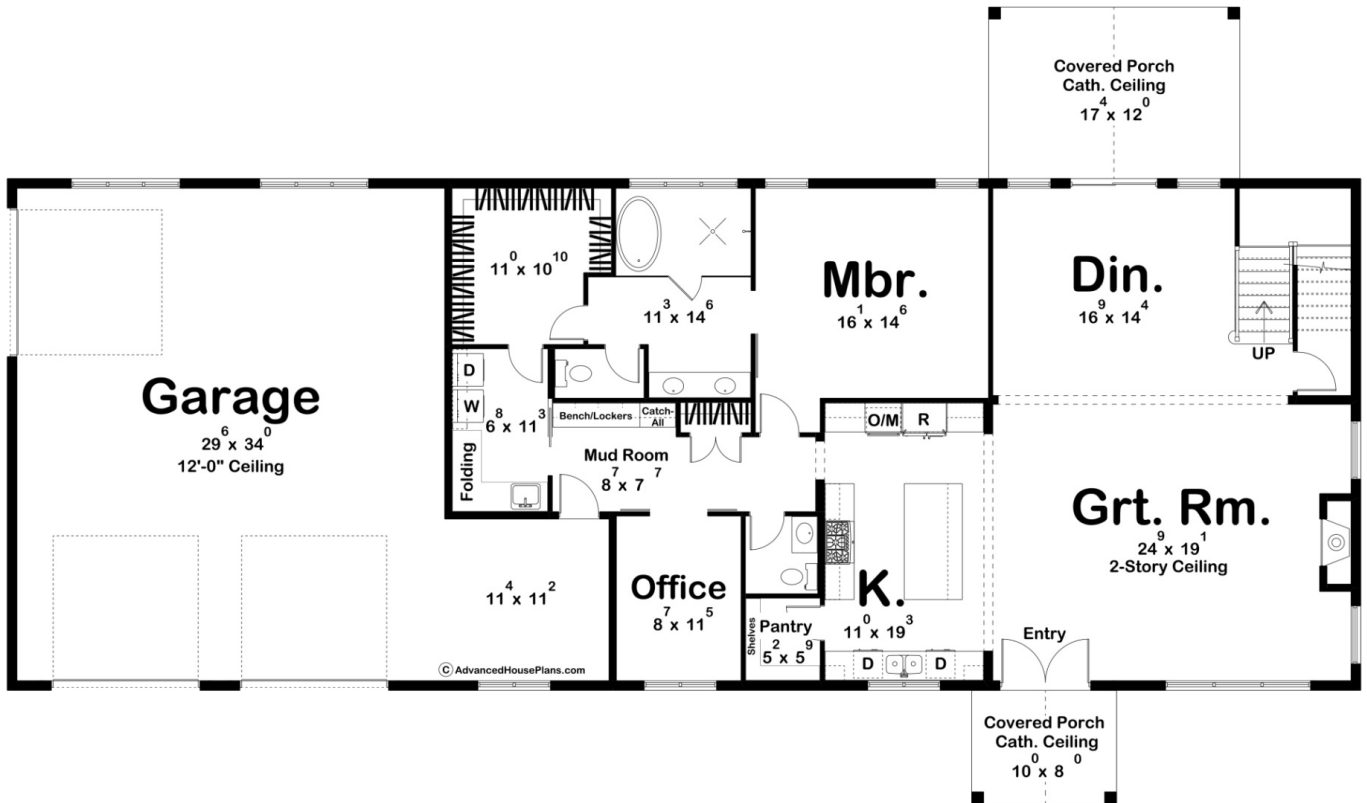 Covered Porch
Cath. Ceiling
17⁴ x 12⁰
11⁰ x 10¹⁰
11³ x 14⁶
Mbr.
16¹ x 14⁶
Din.
16⁹ x 14⁴
UP
Garage
29⁶ x 34⁰
12'-0" Ceiling
D
W
6⁸ x 11³
Folding
Bench/Lockers
Catch-
All
Mud Room
8⁷ x 7⁷
O/M
R
Grt. Rm.
24⁹ x 19¹
2-Story Ceiling
11⁴ x 11²
Office
8⁷ x 11⁵
Shelves
Pantry
5² x 5⁹
K.
11⁰ x 19³
D
D
Entry
© AdvancedHousePlans.com
Covered Porch
Cath. Ceiling
10⁰ x 8⁰